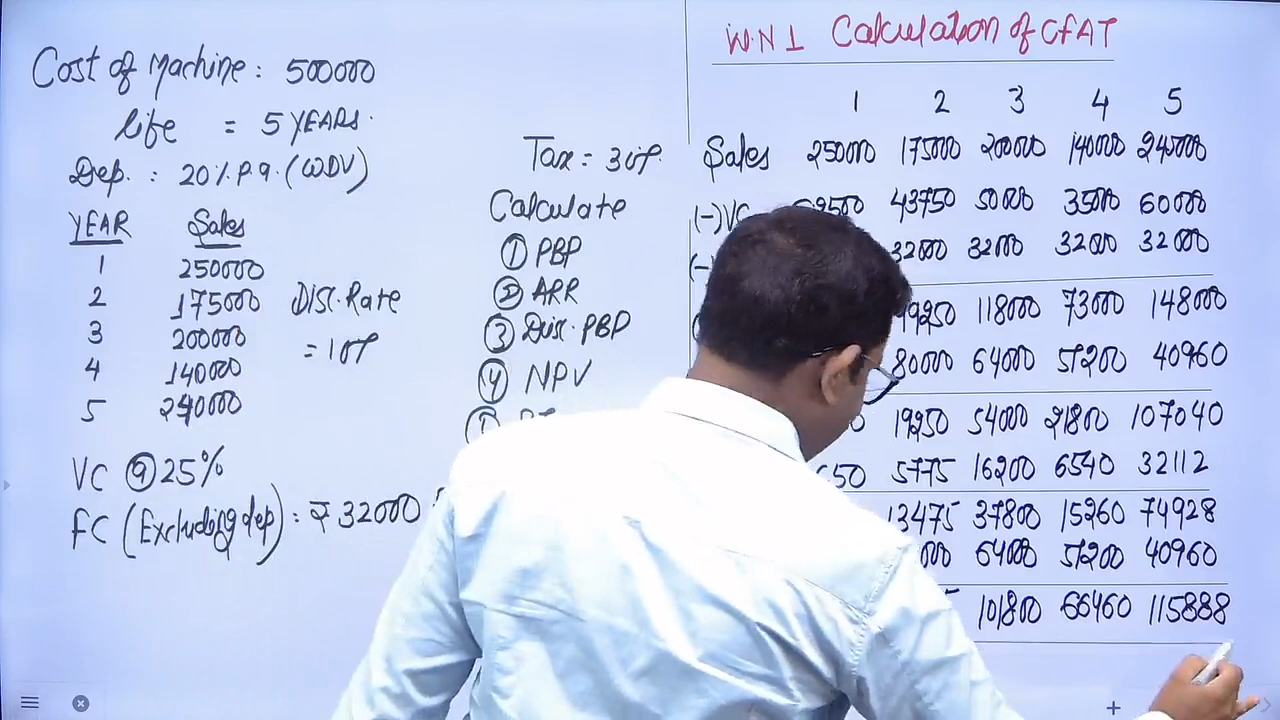 Cost of Machine: 500000
life = 5 YEARS.
Dep. : 20% p.a. (WDV)
YEAR Sales
1 250000
2 175000
3 200000
4 140000
5 240000
Disc. Rate
= 10%
VC @ 25%
FC (Excluding dep) : ₹ 32000
Tax = 30%.
Calculate
① PBP
② ARR
③ Disc. PBP
④ NPV
W.N 1 Calculation of CFAT
1 2 3 4 5
Sales 250000 175000 200000 140000 240000
(-) VC 62500 43750 50000 35000 60000
(-) 32000 32000 32000 32000
99250 118000 73000 148000
80000 64000 51200 40960
19250 54000 21800 107040
650 5775 16200 6540 32112
13475 37800 15260 74928
000 64000 51200 40960
101800 66460 115888